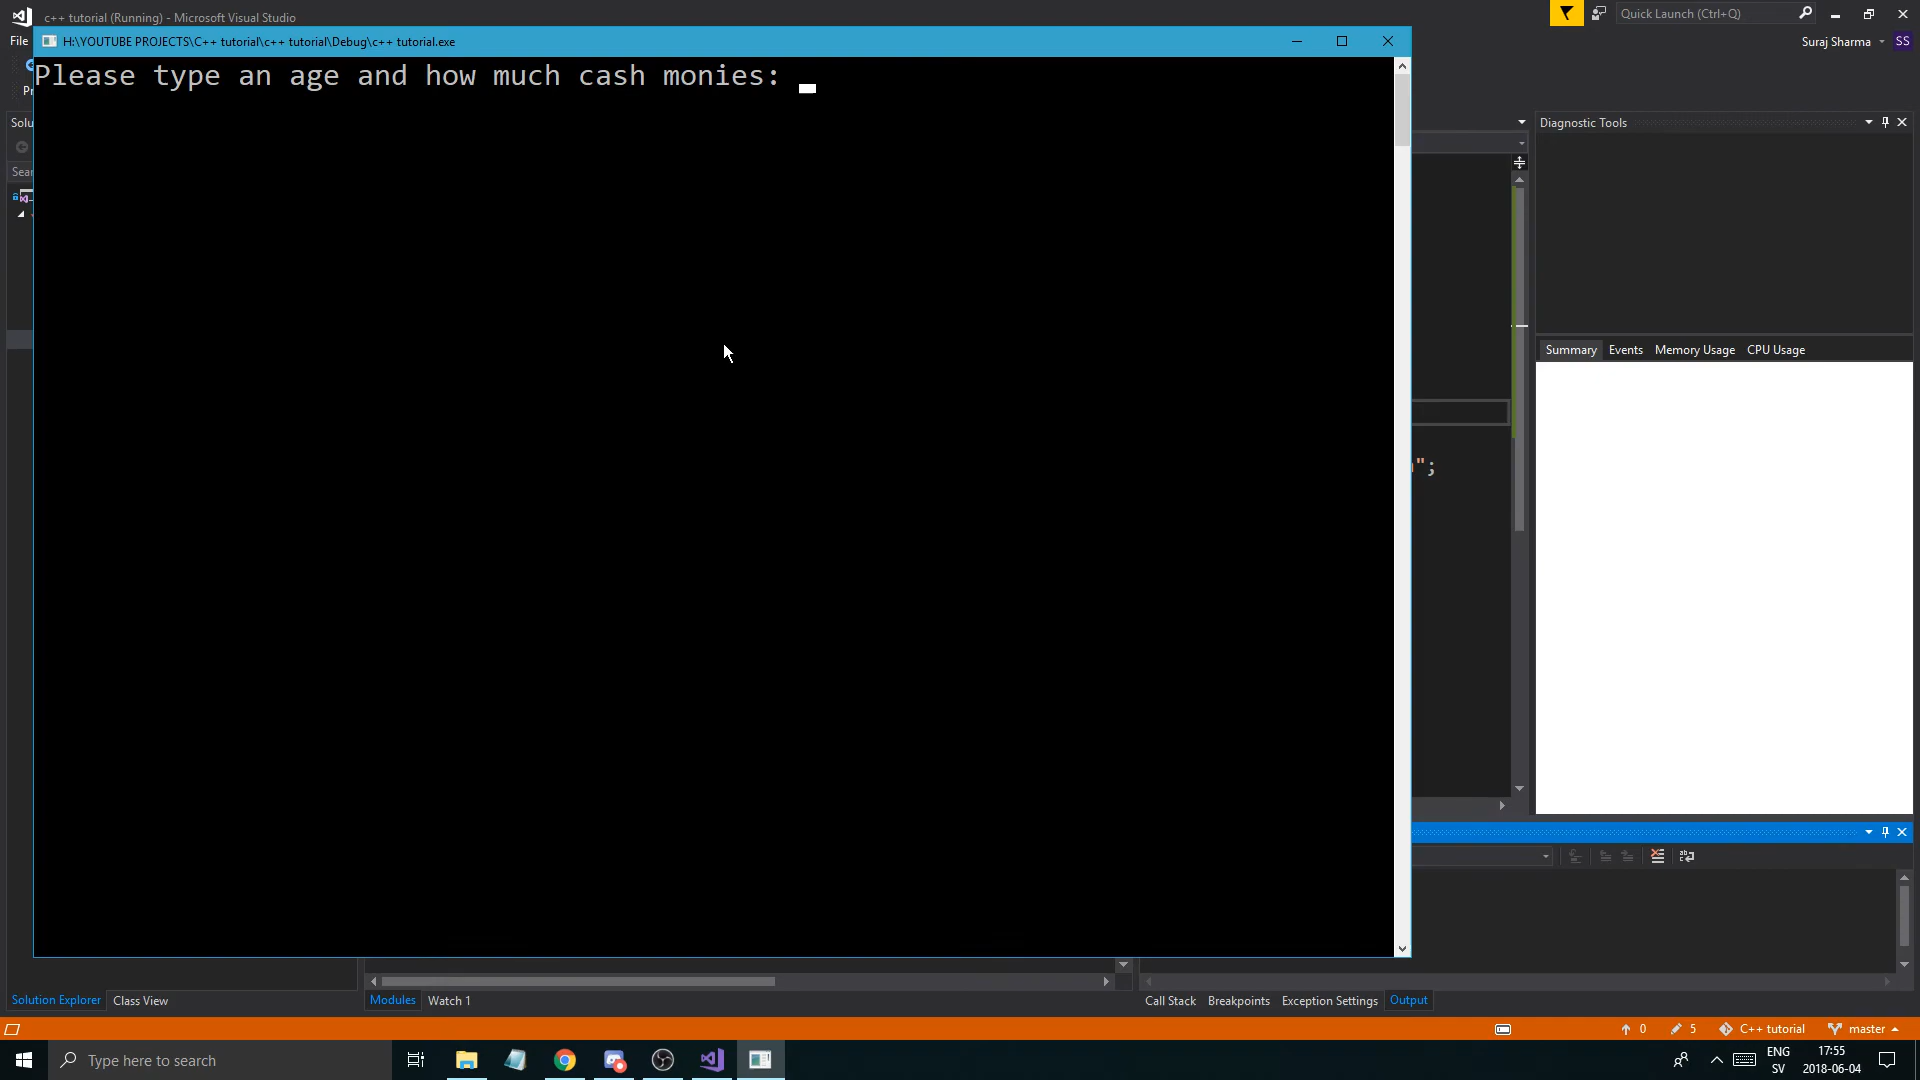 c++ tutorial (Running) - Microsoft Visual Studio
Quick Launch (Ctrl+Q)
File
H:\YOUTUBE PROJECTS\C++ tutorial\c++ tutorial\Debug\c++ tutorial.exe
Suraj Sharma
SS
Please type an age and how much cash monies:
Pr
Solu
Diagnostic Tools
Sear
Summary
Events
Memory Usage
CPU Usage
";
Solution Explorer
Class View
Modules
Watch 1
Call Stack
Breakpoints
Exception Settings
Output
0
5
C++ tutorial
master
Type here to search
ENG
SV
17:55
2018-06-04